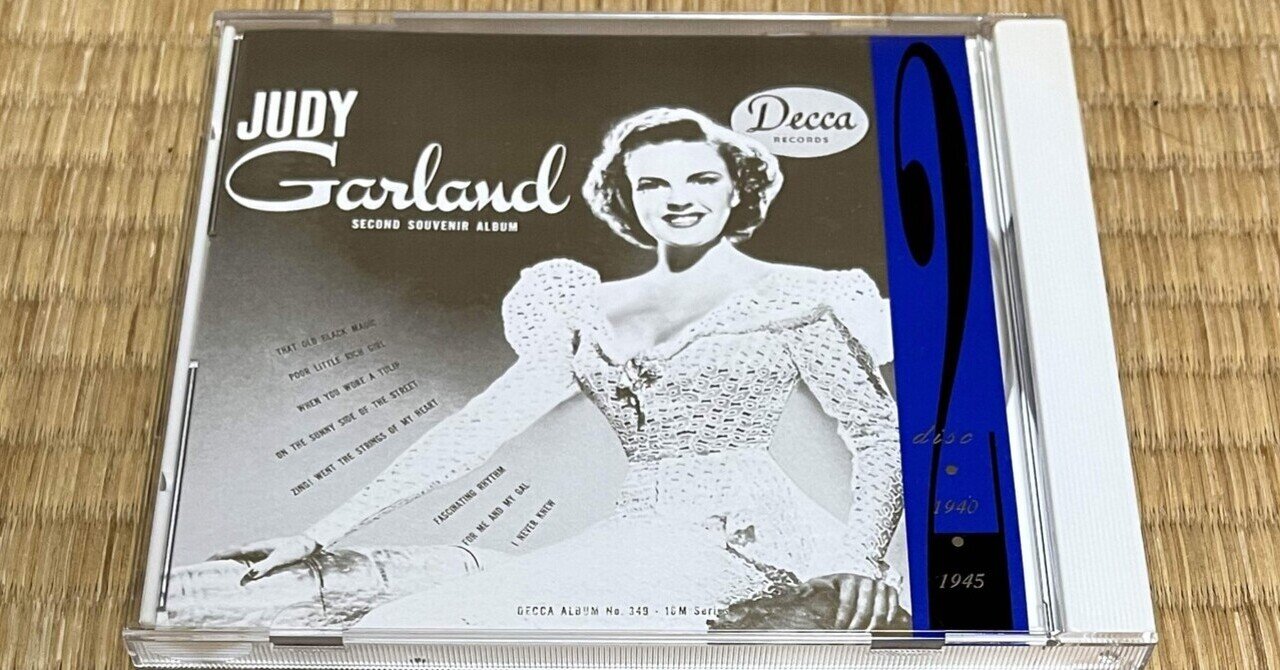 JUDY
Garland
SECOND SOUVENIR ALBUM
Decca
RECORDS
THAT OLD BLACK MAGIC
POOR LITTLE RICH GIRL
WHEN YOU WORE A TULIP
ON THE SUNNY SIDE OF THE STREET
ZING! WENT THE STRINGS OF MY HEART
FASCINATING RHYTHM
FOR ME AND MY GAL
I NEVER KNEW
DECCA ALBUM No. 349 - 10M Series
2
disc
1940
1945